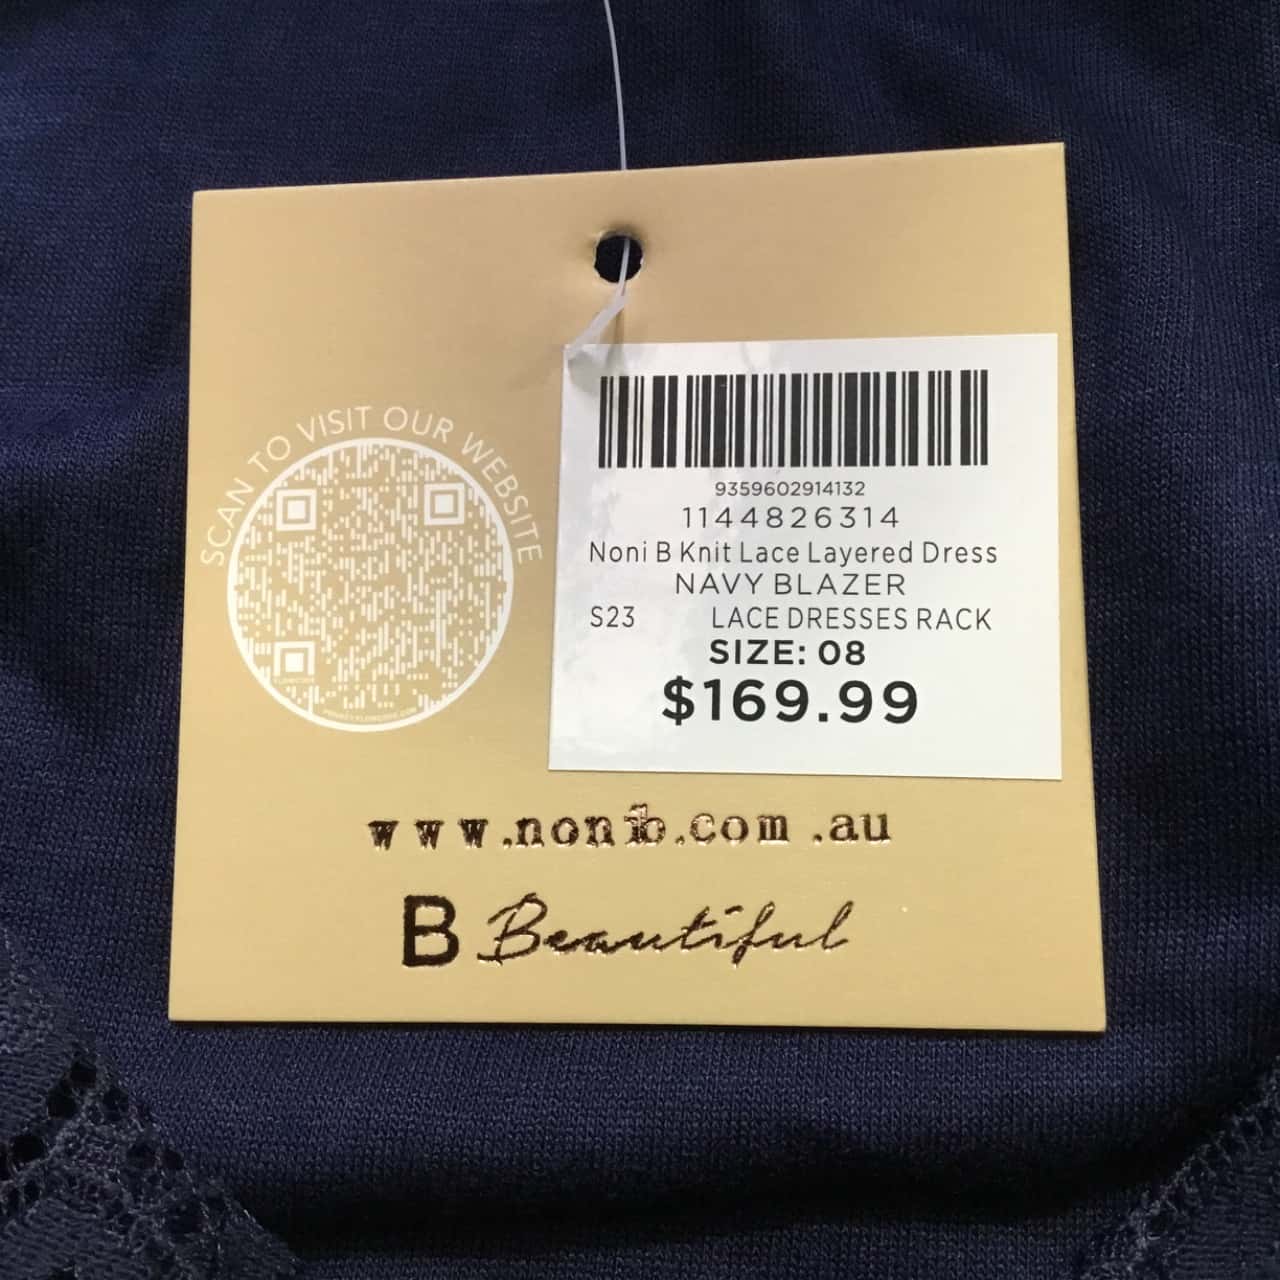 SCAN TO VISIT OUR WEBSITE
9359602914132
1144826314
Noni B Knit Lace Layered Dress
NAVY BLAZER
S23 LACE DRESSES RACK
SIZE: 08
$169.99
www.nonib.com.au
B Beautiful